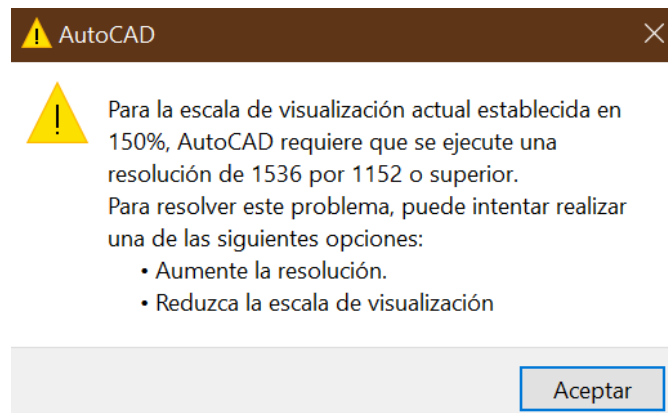 AutoCAD
Para la escala de visualización actual establecida en
150%, AutoCAD requiere que se ejecute una
resolución de 1536 por 1152 o superior.
Para resolver este problema, puede intentar realizar
una de las siguientes opciones:
• Aumente la resolución.
• Reduzca la escala de visualización
Aceptar